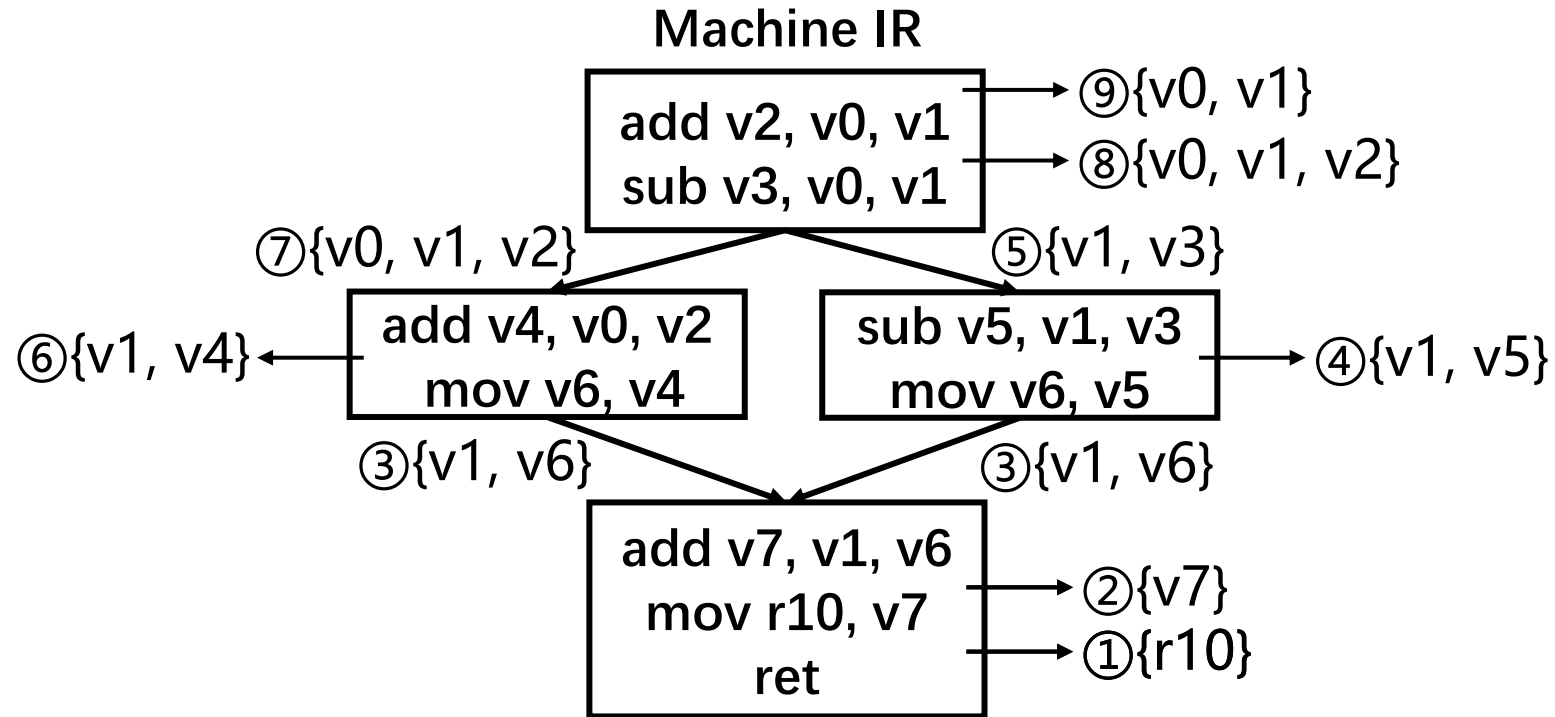 Machine IR
add v2, v0, v1
⑨{v0, v1}
sub v3, v0, v1
⑧{v0, v1, v2}
⑦{v0, v1, v2}
⑤{v1, v3}
add v4, v0, v2
mov v6, v4
⑥{v1, v4}
sub v5, v1, v3
mov v6, v5
④{v1, v5}
③{v1, v6}
③{v1, v6}
add v7, v1, v6
mov r10, v7
ret
②{v7}
①{r10}